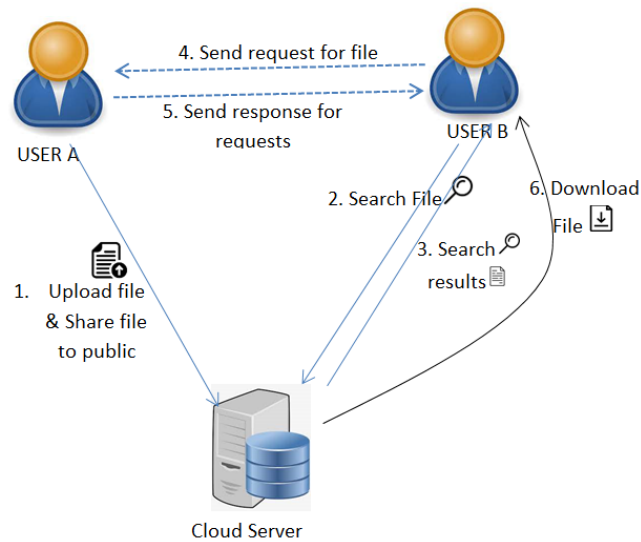 4. Send request for file
5. Send response for
requests
USER A
USER B
2. Search File
6. Download
File
3. Search
results
1. Upload file
& Share file
to public
Cloud Server